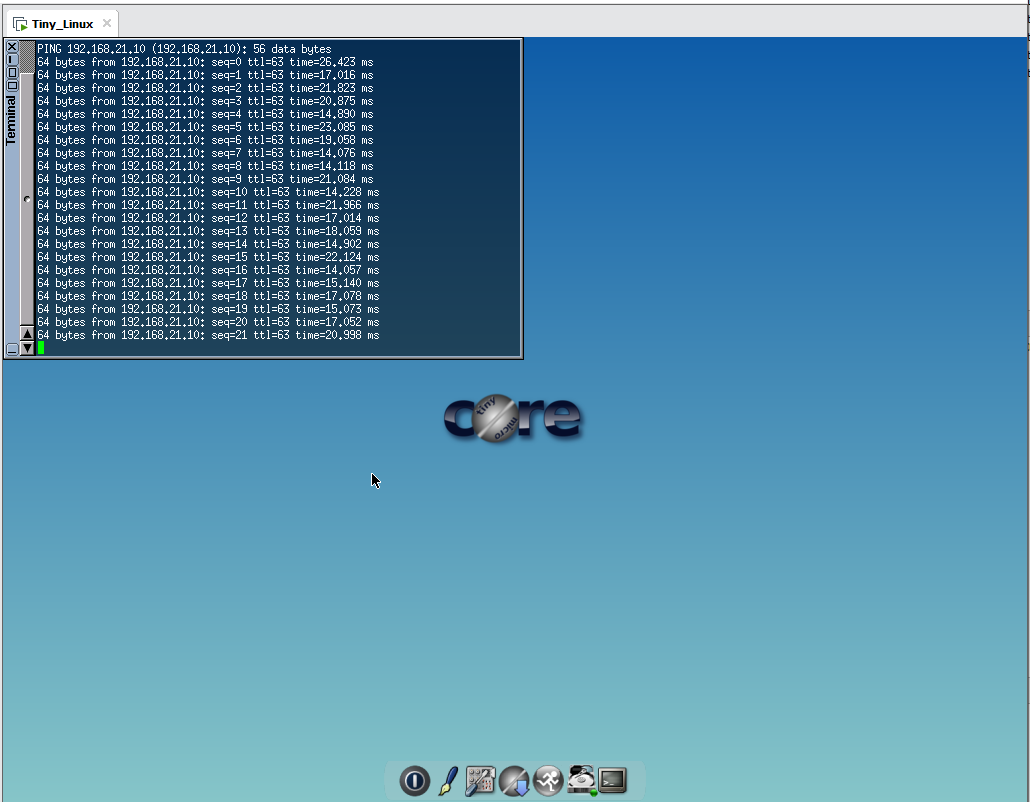 Tiny_Linux
Terminal
PING 192.168.21.10 (192.168.21.10): 56 data bytes
64 bytes from 192.168.21.10: seq=0 ttl=63 time=26.423 ms
64 bytes from 192.168.21.10: seq=1 ttl=63 time=17.016 ms
64 bytes from 192.168.21.10: seq=2 ttl=63 time=21.823 ms
64 bytes from 192.168.21.10: seq=3 ttl=63 time=20.875 ms
64 bytes from 192.168.21.10: seq=4 ttl=63 time=14.890 ms
64 bytes from 192.168.21.10: seq=5 ttl=63 time=23.085 ms
64 bytes from 192.168.21.10: seq=6 ttl=63 time=19.058 ms
64 bytes from 192.168.21.10: seq=7 ttl=63 time=14.076 ms
64 bytes from 192.168.21.10: seq=8 ttl=63 time=14.118 ms
64 bytes from 192.168.21.10: seq=9 ttl=63 time=21.084 ms
64 bytes from 192.168.21.10: seq=10 ttl=63 time=14.228 ms
64 bytes from 192.168.21.10: seq=11 ttl=63 time=21.966 ms
64 bytes from 192.168.21.10: seq=12 ttl=63 time=17.014 ms
64 bytes from 192.168.21.10: seq=13 ttl=63 time=18.059 ms
64 bytes from 192.168.21.10: seq=14 ttl=63 time=14.902 ms
64 bytes from 192.168.21.10: seq=15 ttl=63 time=22.124 ms
64 bytes from 192.168.21.10: seq=16 ttl=63 time=14.057 ms
64 bytes from 192.168.21.10: seq=17 ttl=63 time=15.140 ms
64 bytes from 192.168.21.10: seq=18 ttl=63 time=17.078 ms
64 bytes from 192.168.21.10: seq=19 ttl=63 time=15.073 ms
64 bytes from 192.168.21.10: seq=20 ttl=63 time=17.052 ms
64 bytes from 192.168.21.10: seq=21 ttl=63 time=20.998 ms
core
tiny
micro